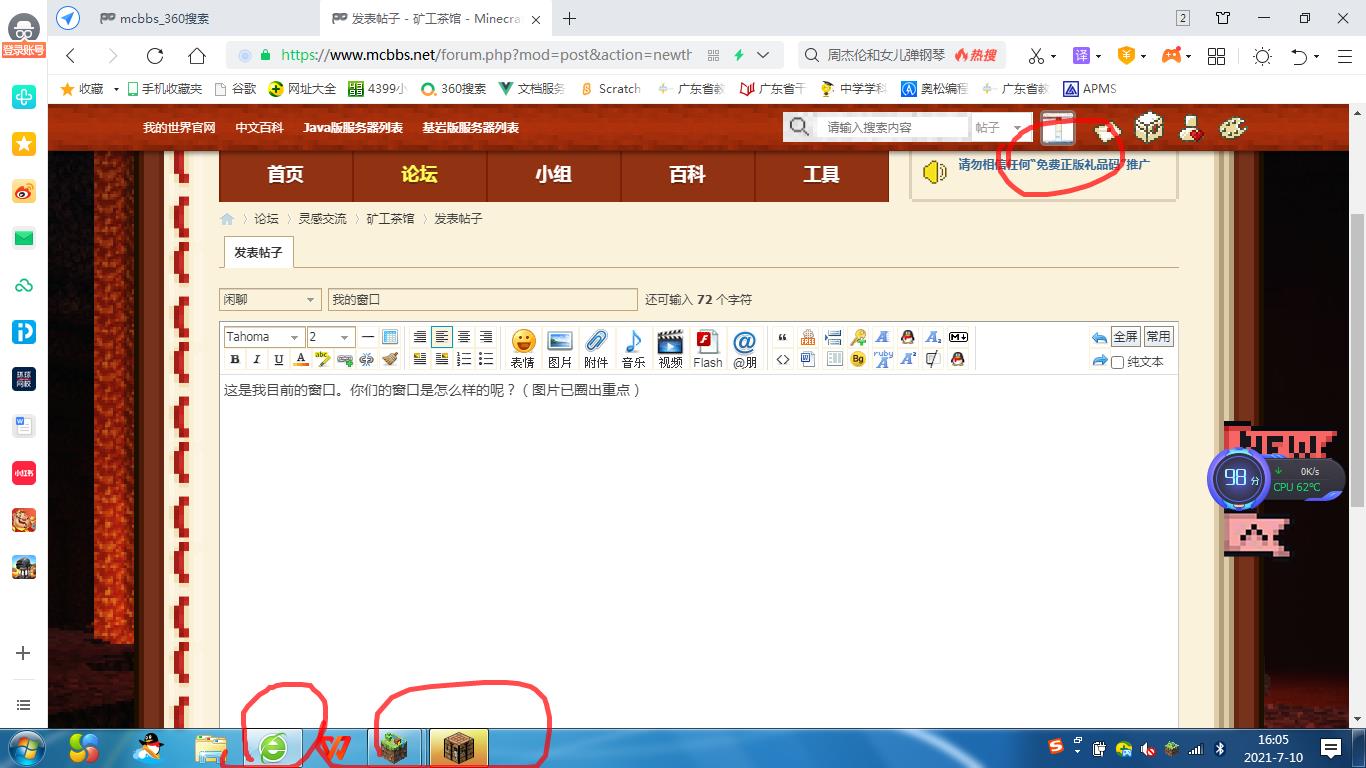 mcbbs_360搜索
发表帖子 - 矿工茶馆 - Minecra
2
登录账号
https://www.mcbbs.net/forum.php?mod=post&action=newth
周杰伦和女儿弹钢琴 热搜
译
收藏 手机收藏夹 谷歌 网址大全 4399小 360搜索 文档服务 Scratch 广东省教 广东省干 中学学科 奥松编程 广东省教 APMS
我的世界官网 中文百科 Java版服务器列表 基岩版服务器列表
请输入搜索内容 帖子
首页 论坛 小组 百科 工具
请勿相信任何“免费正版礼品码”推广
论坛 灵感交流 矿工茶馆 发表帖子
发表帖子
闲聊 我的窗口 还可输入 72 个字符
Tahoma 2
全屏 常用
B I U
表情 图片 附件 音乐 视频 Flash @朋
纯文本
这是我目前的窗口。你们的窗口是怎么样的呢？（图片已圈出重点）
NEW
98分 0K/s
CPU 62℃
小红书
16:05
2021-7-10